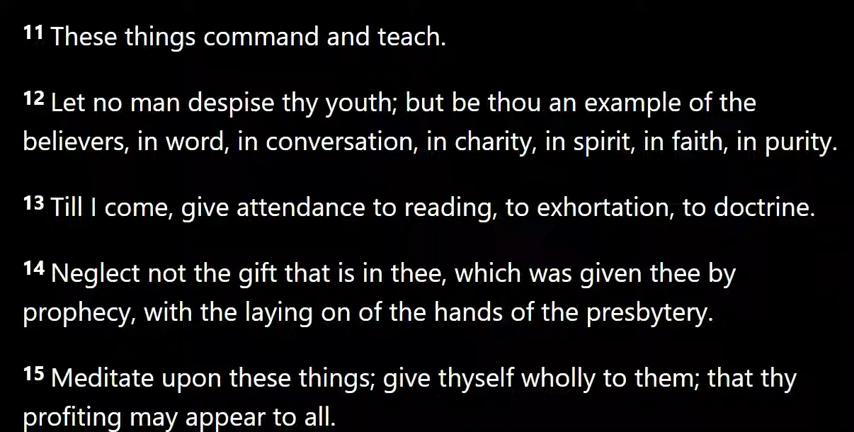 11 These things command and teach.
12 Let no man despise thy youth; but be thou an example of the
believers, in word, in conversation, in charity, in spirit, in faith, in purity.
13 Till I come, give attendance to reading, to exhortation, to doctrine.
14 Neglect not the gift that is in thee, which was given thee by
prophecy, with the laying on of the hands of the presbytery.
15 Meditate upon these things; give thyself wholly to them; that thy
profiting may appear to all.